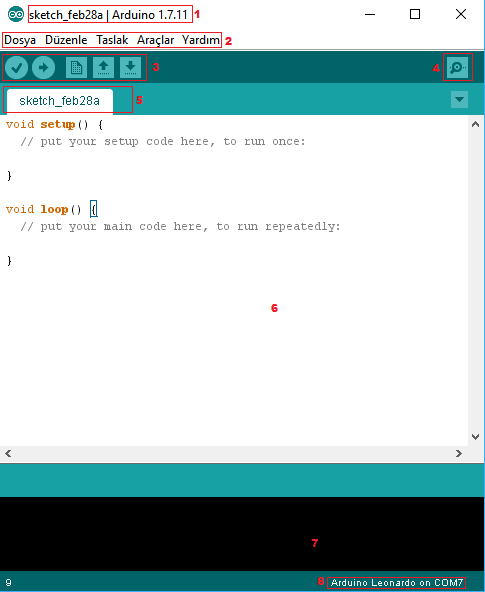 sketch_feb28a | Arduino 1.7.11 1
Dosya Düzenle Taslak Araçlar Yardım 2
3 4
sketch_feb28a 5
void setup() {
// put your setup code here, to run once:
}
void loop() {
// put your main code here, to run repeatedly:
}
6
7
9 8 Arduino Leonardo on COM7